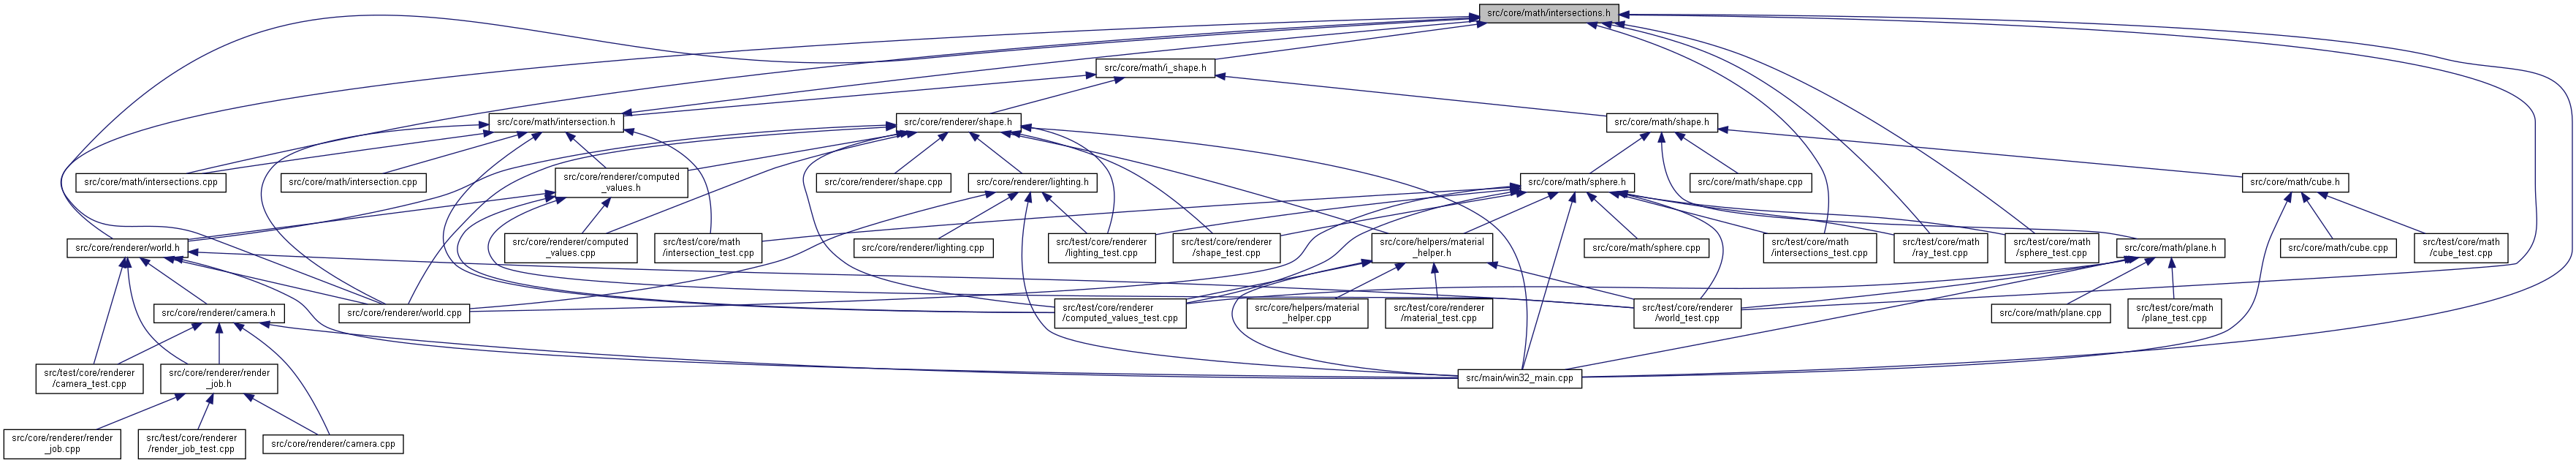 src/core/math/intersections.h
src/core/math/i_shape.h
src/core/math/intersection.h
src/core/renderer/shape.h
src/core/math/shape.h
src/core/math/intersections.cpp
src/core/math/intersection.cpp
src/core/renderer/computed
_values.h
src/core/renderer/shape.cpp
src/core/renderer/lighting.h
src/core/math/sphere.h
src/core/math/shape.cpp
src/core/math/cube.h
src/core/renderer/world.h
src/core/renderer/computed
_values.cpp
src/test/core/math
/intersection_test.cpp
src/core/renderer/lighting.cpp
src/test/core/renderer
/lighting_test.cpp
src/test/core/renderer
/shape_test.cpp
src/core/helpers/material
_helper.h
src/core/math/sphere.cpp
src/test/core/math
/intersections_test.cpp
src/test/core/math
/ray_test.cpp
src/test/core/math
/sphere_test.cpp
src/core/math/plane.h
src/core/math/cube.cpp
src/test/core/math
/cube_test.cpp
src/core/renderer/camera.h
src/core/renderer/world.cpp
src/test/core/renderer
/computed_values_test.cpp
src/core/helpers/material
_helper.cpp
src/test/core/renderer
/material_test.cpp
src/test/core/renderer
/world_test.cpp
src/core/math/plane.cpp
src/test/core/math
/plane_test.cpp
src/test/core/renderer
/camera_test.cpp
src/core/renderer/render
_job.h
src/main/win32_main.cpp
src/core/renderer/render
_job.cpp
src/test/core/renderer
/render_job_test.cpp
src/core/renderer/camera.cpp